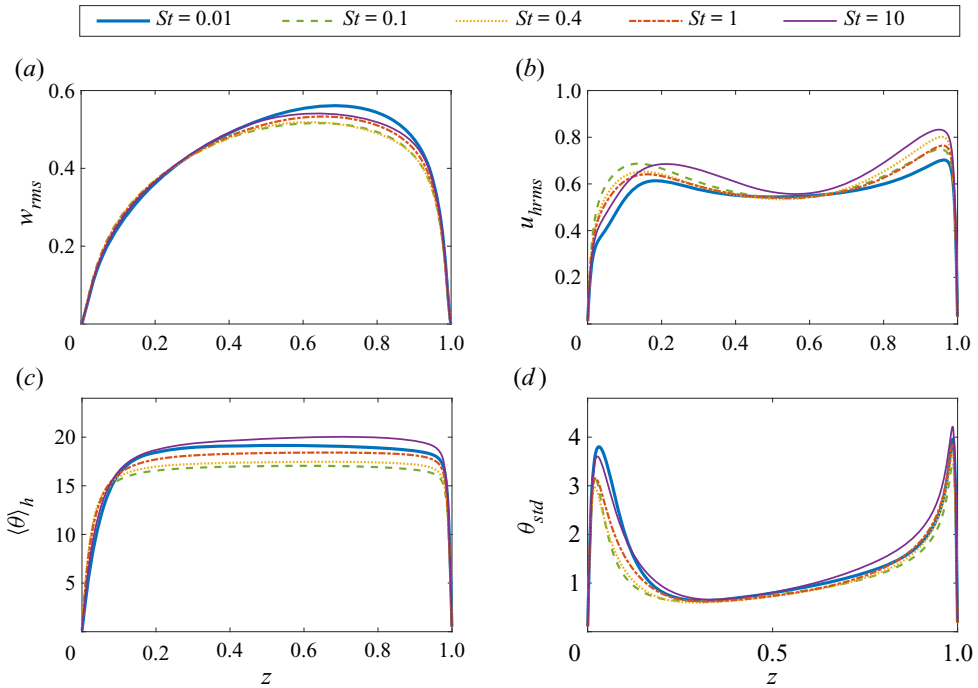 St = 0.01 St = 0.1 St = 0.4 St = 1 St = 10
(a) (b)
0.6 1.0
0.8
0.4 0.6
w_rms u_hrms
0.4
0.2
0.2
0 0.2 0.4 0.6 0.8 1.0 0 0.2 0.4 0.6 0.8 1.0
(c) (d)
20 4
15 3
⟨θ⟩_h θ_std
10 2
5 1
0 0.2 0.4 0.6 0.8 1.0 0 0.5 1.0
z z